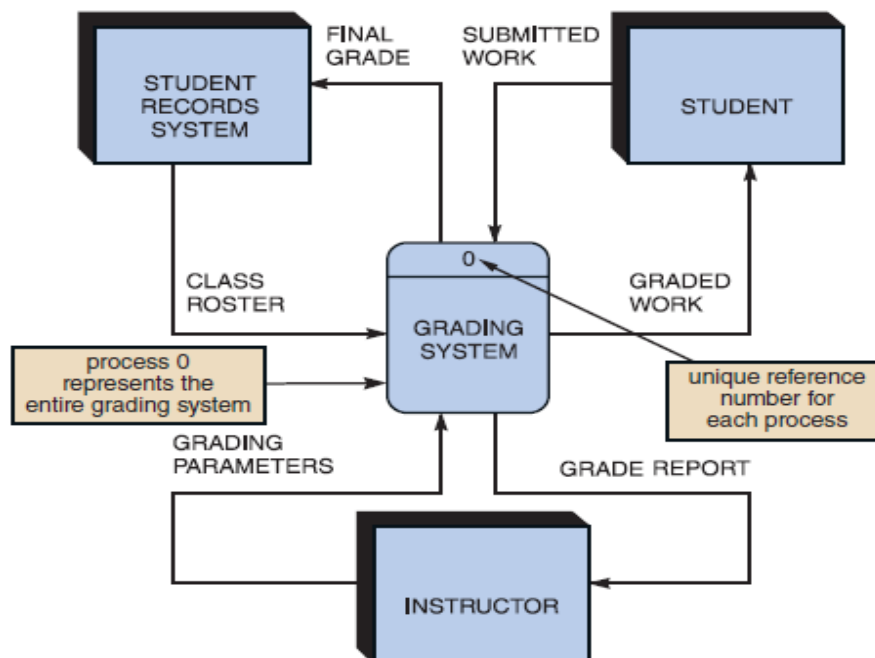 FINAL
GRADE
SUBMITTED
WORK
STUDENT
RECORDS
SYSTEM
STUDENT
0
CLASS
ROSTER
GRADING
SYSTEM
GRADED
WORK
process 0
represents the
entire grading system
unique reference
number for
each process
GRADING
PARAMETERS
GRADE REPORT
INSTRUCTOR